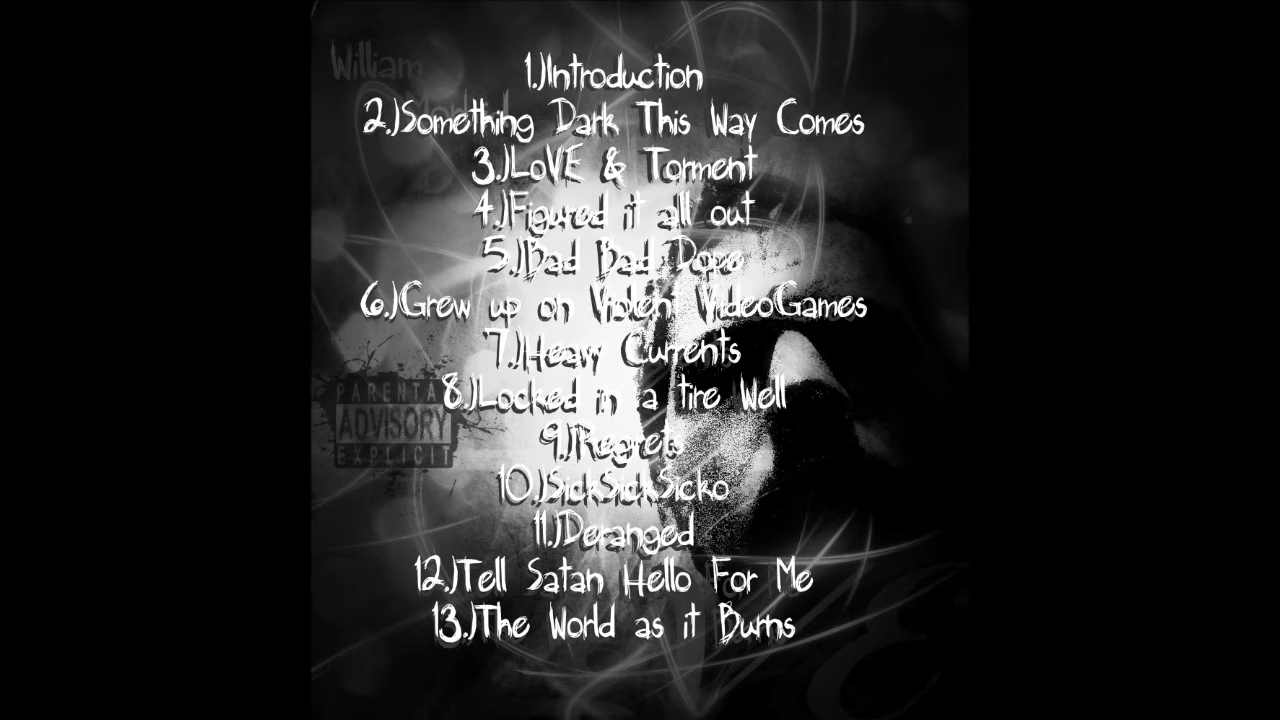 William
1.)Introduction
2.)Something Dark This Way Comes
3.)LoVE & Torment
4.)Figured it all out
5.)Bad Bad Dope
6.)Grew up on Violent VideoGames
7.)Heavy Currents
8.)Locked in a tire Well
PARENTA
ADVISORY
EXPLICIT
9.)Regrets
10.)SickSickSicko
11.)Deranged
12.)Tell Satan Hello For Me
13.)The World as it Burns